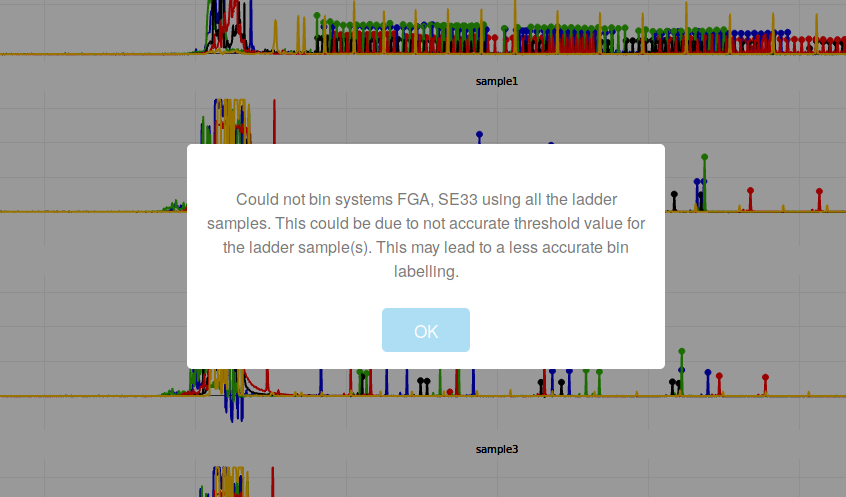 sample1
Could not bin systems FGA, SE33 using all the ladder
samples. This could be due to not accurate threshold value for
the ladder sample(s). This may lead to a less accurate bin
labelling.
OK
sample3